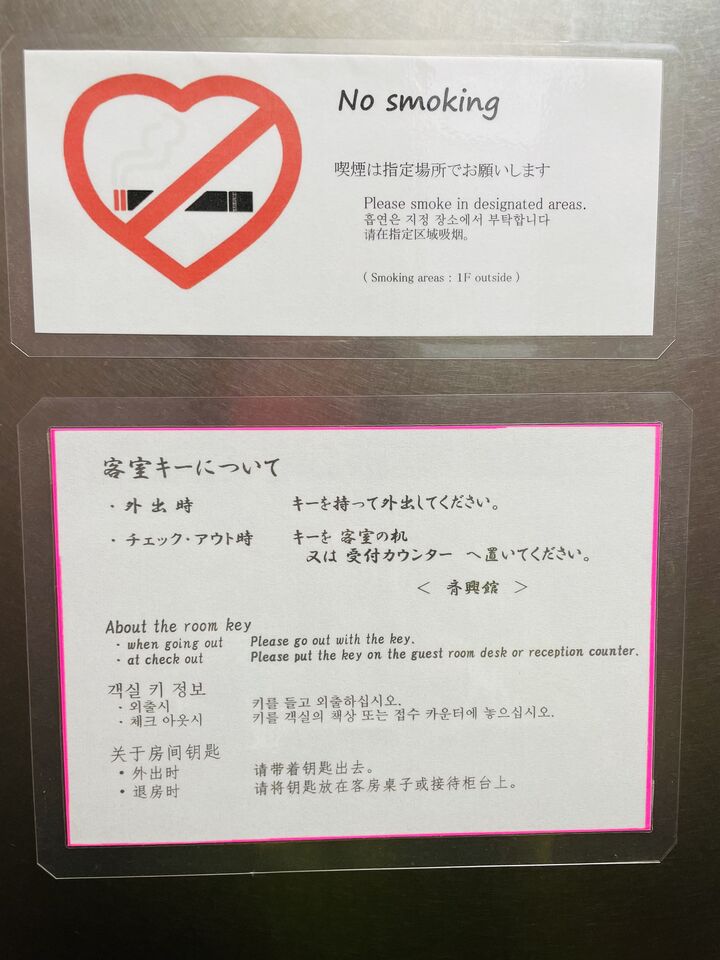 No smoking
喫煙は指定場所でお願いします
Please smoke in designated areas.
흡연은 지정 장소에서 부탁합니다
请在指定区域吸烟。
( Smoking areas : 1F outside )
客室キーについて
・外出時 キーを持って外出してください。
・チェック・アウト時 キーを 客室の机
又は 受付カウンター へ置いてください。
＜ 斉興館 ＞
About the room key
・when going out Please go out with the key.
・at check out Please put the key on the guest room desk or reception counter.
객실 키 정보
・외출시 키를 들고 외출하십시오.
・체크 아웃시 키를 객실의 책상 또는 접수 카운터에 놓으십시오.
关于房间钥匙
• 外出时 请带着钥匙出去。
• 退房时 请将钥匙放在客房桌子或接待柜台上。